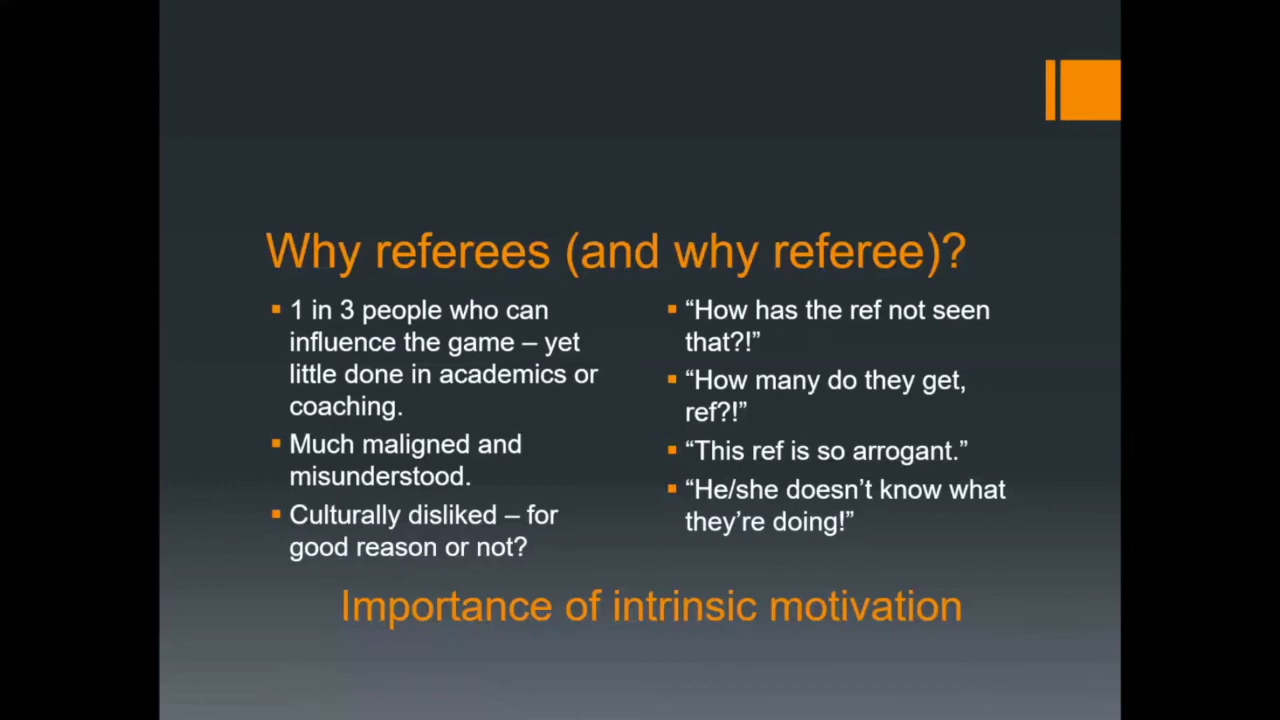 Why referees (and why referee)?
▪ 1 in 3 people who can
influence the game – yet
little done in academics or
coaching.
▪ Much maligned and
misunderstood.
▪ Culturally disliked – for
good reason or not?
▪ “How has the ref not seen
that?!”
▪ “How many do they get,
ref?!”
▪ “This ref is so arrogant.”
▪ “He/she doesn’t know what
they’re doing!”
Importance of intrinsic motivation